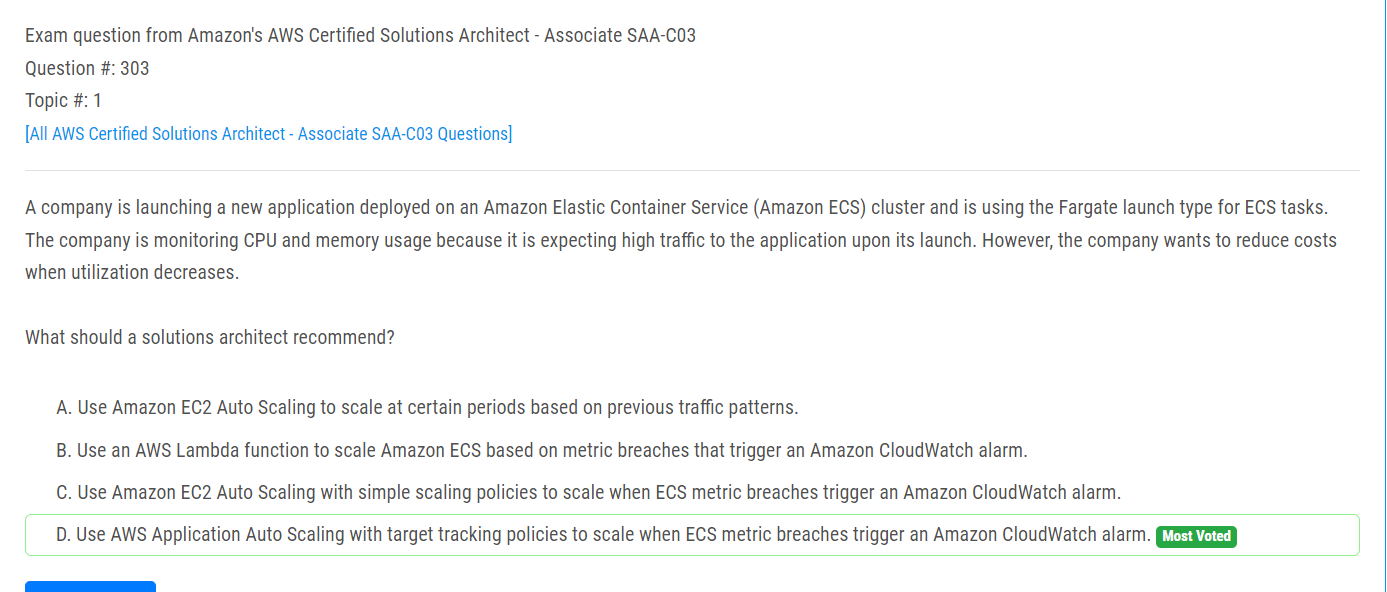 Exam question from Amazon's AWS Certified Solutions Architect - Associate SAA-C03
Question #: 303
Topic #: 1
[All AWS Certified Solutions Architect - Associate SAA-C03 Questions]
A company is launching a new application deployed on an Amazon Elastic Container Service (Amazon ECS) cluster and is using the Fargate launch type for ECS tasks.
The company is monitoring CPU and memory usage because it is expecting high traffic to the application upon its launch. However, the company wants to reduce costs
when utilization decreases.
What should a solutions architect recommend?
A. Use Amazon EC2 Auto Scaling to scale at certain periods based on previous traffic patterns.
B. Use an AWS Lambda function to scale Amazon ECS based on metric breaches that trigger an Amazon CloudWatch alarm.
C. Use Amazon EC2 Auto Scaling with simple scaling policies to scale when ECS metric breaches trigger an Amazon CloudWatch alarm.
D. Use AWS Application Auto Scaling with target tracking policies to scale when ECS metric breaches trigger an Amazon CloudWatch alarm. Most Voted